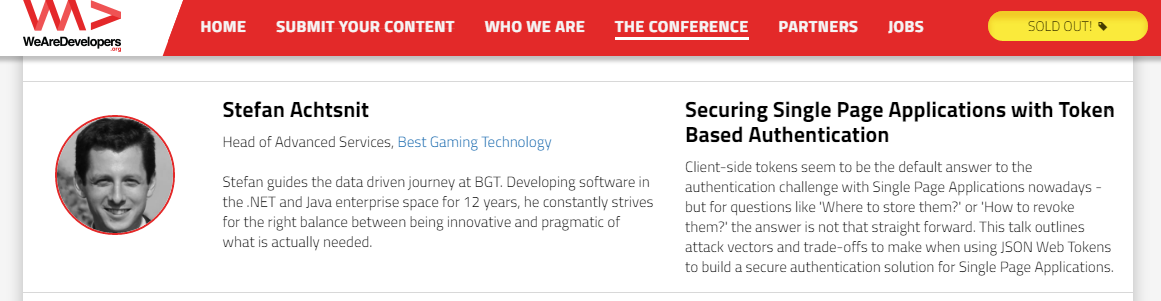 WeAreDevelopers
.org
HOME SUBMIT YOUR CONTENT WHO WE ARE THE CONFERENCE PARTNERS JOBS SOLD OUT!
Stefan Achtsnit
Head of Advanced Services, Best Gaming Technology
Stefan guides the data driven journey at BGT. Developing software in
the .NET and Java enterprise space for 12 years, he constantly strives
for the right balance between being innovative and pragmatic of
what is actually needed.
Securing Single Page Applications with Token
Based Authentication
Client-side tokens seem to be the default answer to the
authentication challenge with Single Page Applications nowadays -
but for questions like 'Where to store them?' or 'How to revoke
them?' the answer is not that straight forward. This talk outlines
attack vectors and trade-offs to make when using JSON Web Tokens
to build a secure authentication solution for Single Page Applications.